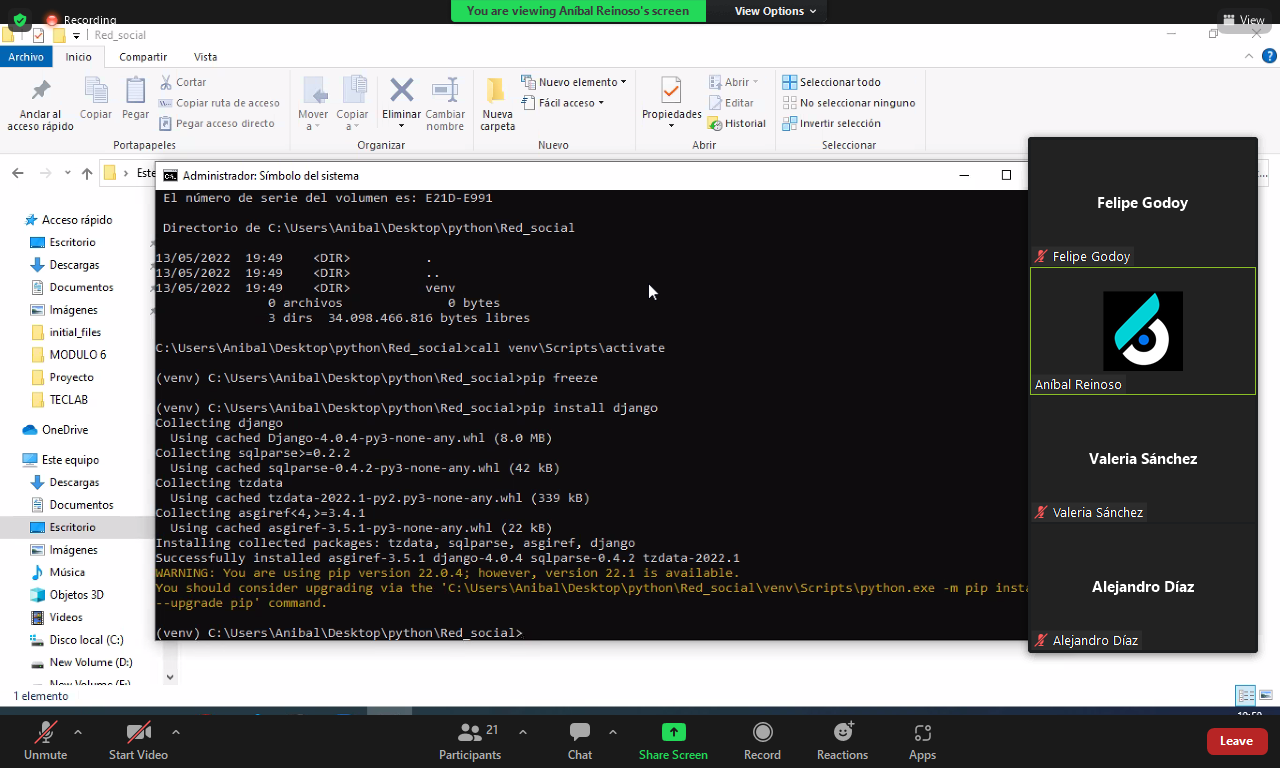 Recording
You are viewing Aníbal Reinoso's screen
View Options
View
Red_social
Archivo
Inicio
Compartir
Vista
Anclar al
acceso rápido
Copiar
Pegar
Cortar
Copiar ruta de acceso
Pegar acceso directo
Portapapeles
Mover
a
Copiar
a
Eliminar
Cambiar
nombre
Organizar
Nueva
carpeta
Nuevo elemento
Fácil acceso
Nuevo
Propiedades
Abrir
Editar
Historial
Abrir
Seleccionar todo
No seleccionar ninguno
Invertir selección
Seleccionar
Este
Acceso rápido
Escritorio
Descargas
Documentos
Imágenes
initial_files
MODULO 6
Proyecto
TECLAB
OneDrive
Este equipo
Descargas
Documentos
Escritorio
Imágenes
Música
Objetos 3D
Videos
Disco local (C:)
New Volume (D:)
New Volume (E:)
1 elemento
Administrador: Símbolo del sistema
El número de serie del volumen es: E21D-E991
Directorio de C:\Users\Anibal\Desktop\python\Red_social
13/05/2022  19:49    <DIR>          .
13/05/2022  19:49    <DIR>          ..
13/05/2022  19:49    <DIR>          venv
0 archivos              0 bytes
3 dirs  34.098.466.816 bytes libres
C:\Users\Anibal\Desktop\python\Red_social>call venv\Scripts\activate
(venv) C:\Users\Anibal\Desktop\python\Red_social>pip freeze
(venv) C:\Users\Anibal\Desktop\python\Red_social>pip install django
Collecting django
Using cached Django-4.0.4-py3-none-any.whl (8.0 MB)
Collecting sqlparse>=0.2.2
Using cached sqlparse-0.4.2-py3-none-any.whl (42 kB)
Collecting tzdata
Using cached tzdata-2022.1-py2.py3-none-any.whl (339 kB)
Collecting asgiref<4,>=3.4.1
Using cached asgiref-3.5.1-py3-none-any.whl (22 kB)
Installing collected packages: tzdata, sqlparse, asgiref, django
Successfully installed asgiref-3.5.1 django-4.0.4 sqlparse-0.4.2 tzdata-2022.1
WARNING: You are using pip version 22.0.4; however, version 22.1 is available.
You should consider upgrading via the 'C:\Users\Anibal\Desktop\python\Red_social\venv\Scripts\python.exe -m pip insta
--upgrade pip' command.
(venv) C:\Users\Anibal\Desktop\python\Red_social>
Felipe Godoy
Felipe Godoy
Aníbal Reinoso
Valeria Sánchez
Valeria Sánchez
Alejandro Díaz
Alejandro Díaz
Unmute
Start Video
21
Participants
Chat
Share Screen
Record
Reactions
Apps
Leave